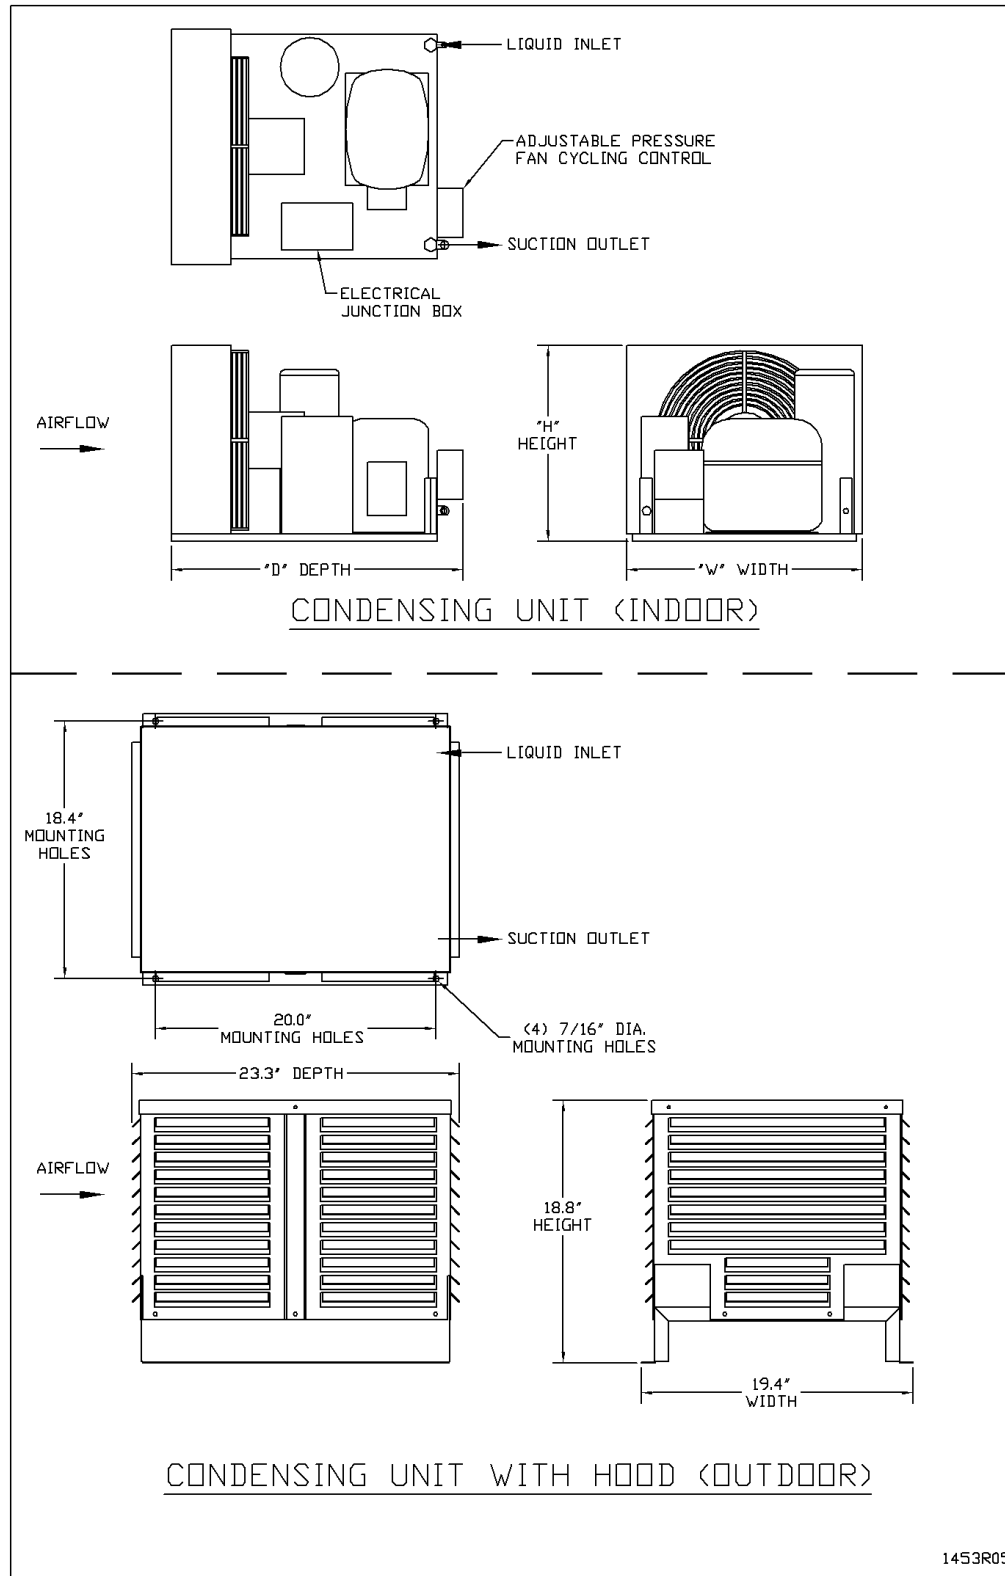 LIQUID INLET
ADJUSTABLE PRESSURE
FAN CYCLING CONTROL
SUCTION OUTLET
ELECTRICAL
JUNCTION BOX
AIRFLOW
"H"
HEIGHT
"D" DEPTH
"W" WIDTH
CONDENSING UNIT (INDOOR)
LIQUID INLET
18.4"
MOUNTING
HOLES
SUCTION OUTLET
20.0"
MOUNTING HOLES
(4) 7/16" DIA.
MOUNTING HOLES
23.3" DEPTH
AIRFLOW
18.8"
HEIGHT
19.4"
WIDTH
CONDENSING UNIT WITH HOOD (OUTDOOR)
1453R05